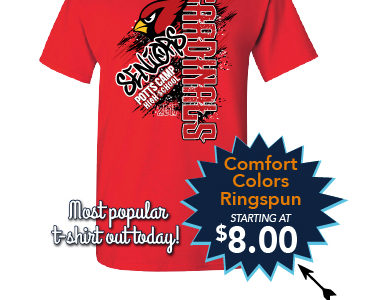 CARDINALS
SENIORS
POTTS CAMP
HIGH SCHOOL
Most popular
t-shirt out today!
Comfort
Colors
Ringspun
STARTING AT
$8.00